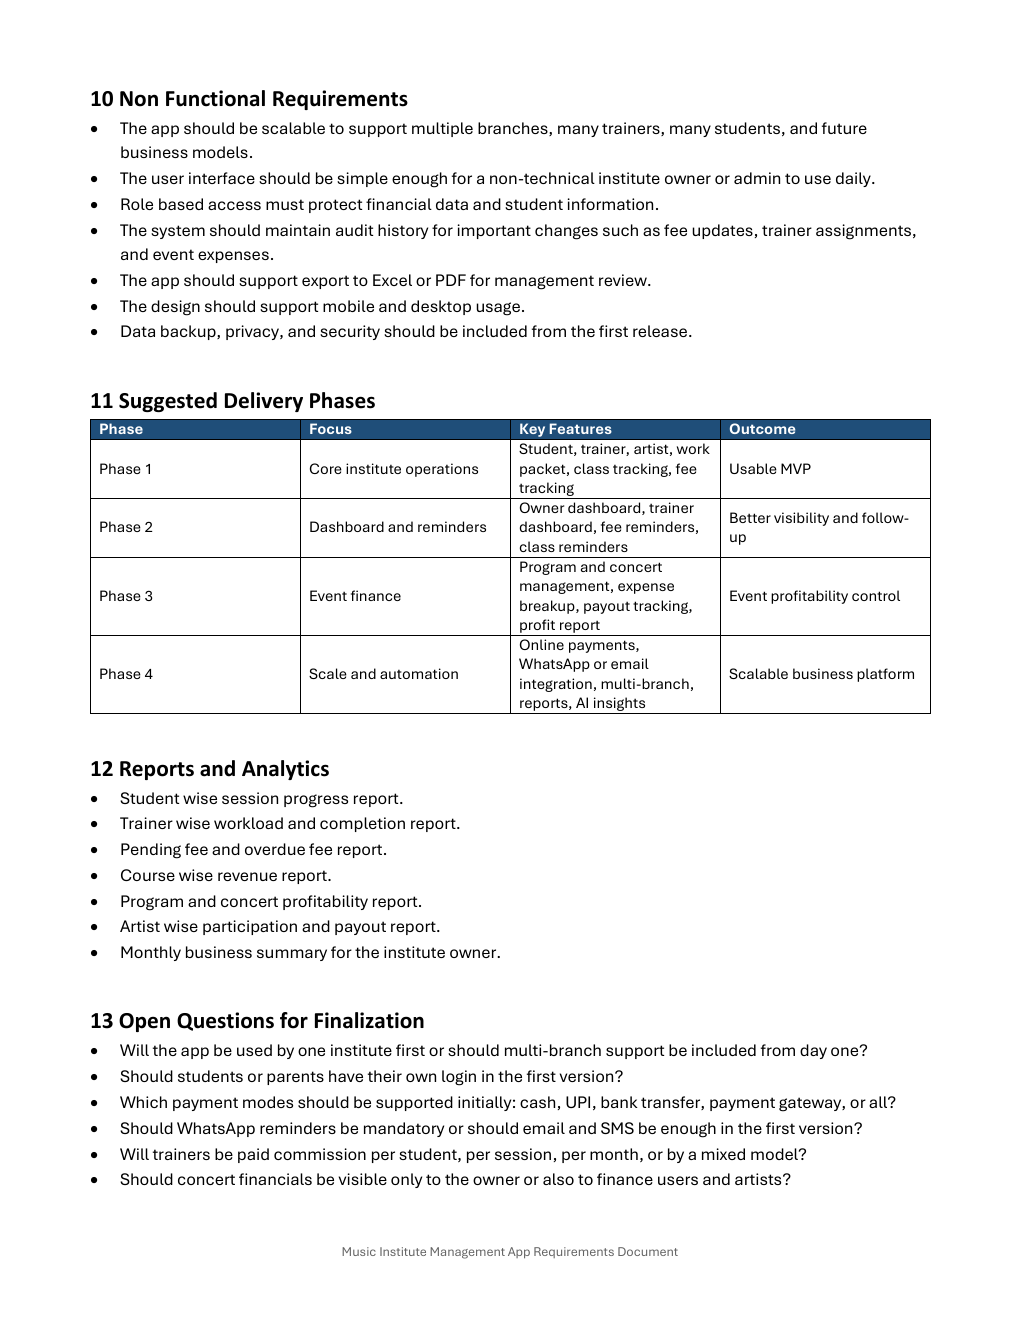 10 Non Functional Requirements
• The app should be scalable to support multiple branches, many trainers, many students, and future
business models.
• The user interface should be simple enough for a non-technical institute owner or admin to use daily.
• Role based access must protect financial data and student information.
• The system should maintain audit history for important changes such as fee updates, trainer assignments,
and event expenses.
• The app should support export to Excel or PDF for management review.
• The design should support mobile and desktop usage.
• Data backup, privacy, and security should be included from the first release.
11 Suggested Delivery Phases
Phase Focus Key Features Outcome
Phase 1
Core institute operations
Student, trainer, artist, work
packet, class tracking, fee
tracking
Usable MVP
Phase 2
Dashboard and reminders
Owner dashboard, trainer
dashboard, fee reminders,
class reminders
Better visibility and follow-
up
Phase 3
Event finance
Program and concert
management, expense
breakup, payout tracking,
profit report
Event profitability control
Phase 4
Scale and automation
Online payments,
WhatsApp or email
integration, multi-branch,
reports, AI insights
Scalable business platform
12 Reports and Analytics
• Student wise session progress report.
• Trainer wise workload and completion report.
• Pending fee and overdue fee report.
• Course wise revenue report.
• Program and concert profitability report.
• Artist wise participation and payout report.
• Monthly business summary for the institute owner.
13 Open Questions for Finalization
• Will the app be used by one institute first or should multi-branch support be included from day one?
• Should students or parents have their own login in the first version?
• Which payment modes should be supported initially: cash, UPI, bank transfer, payment gateway, or all?
• Should WhatsApp reminders be mandatory or should email and SMS be enough in the first version?
• Will trainers be paid commission per student, per session, per month, or by a mixed model?
• Should concert financials be visible only to the owner or also to finance users and artists?
Music Institute Management App Requirements Document